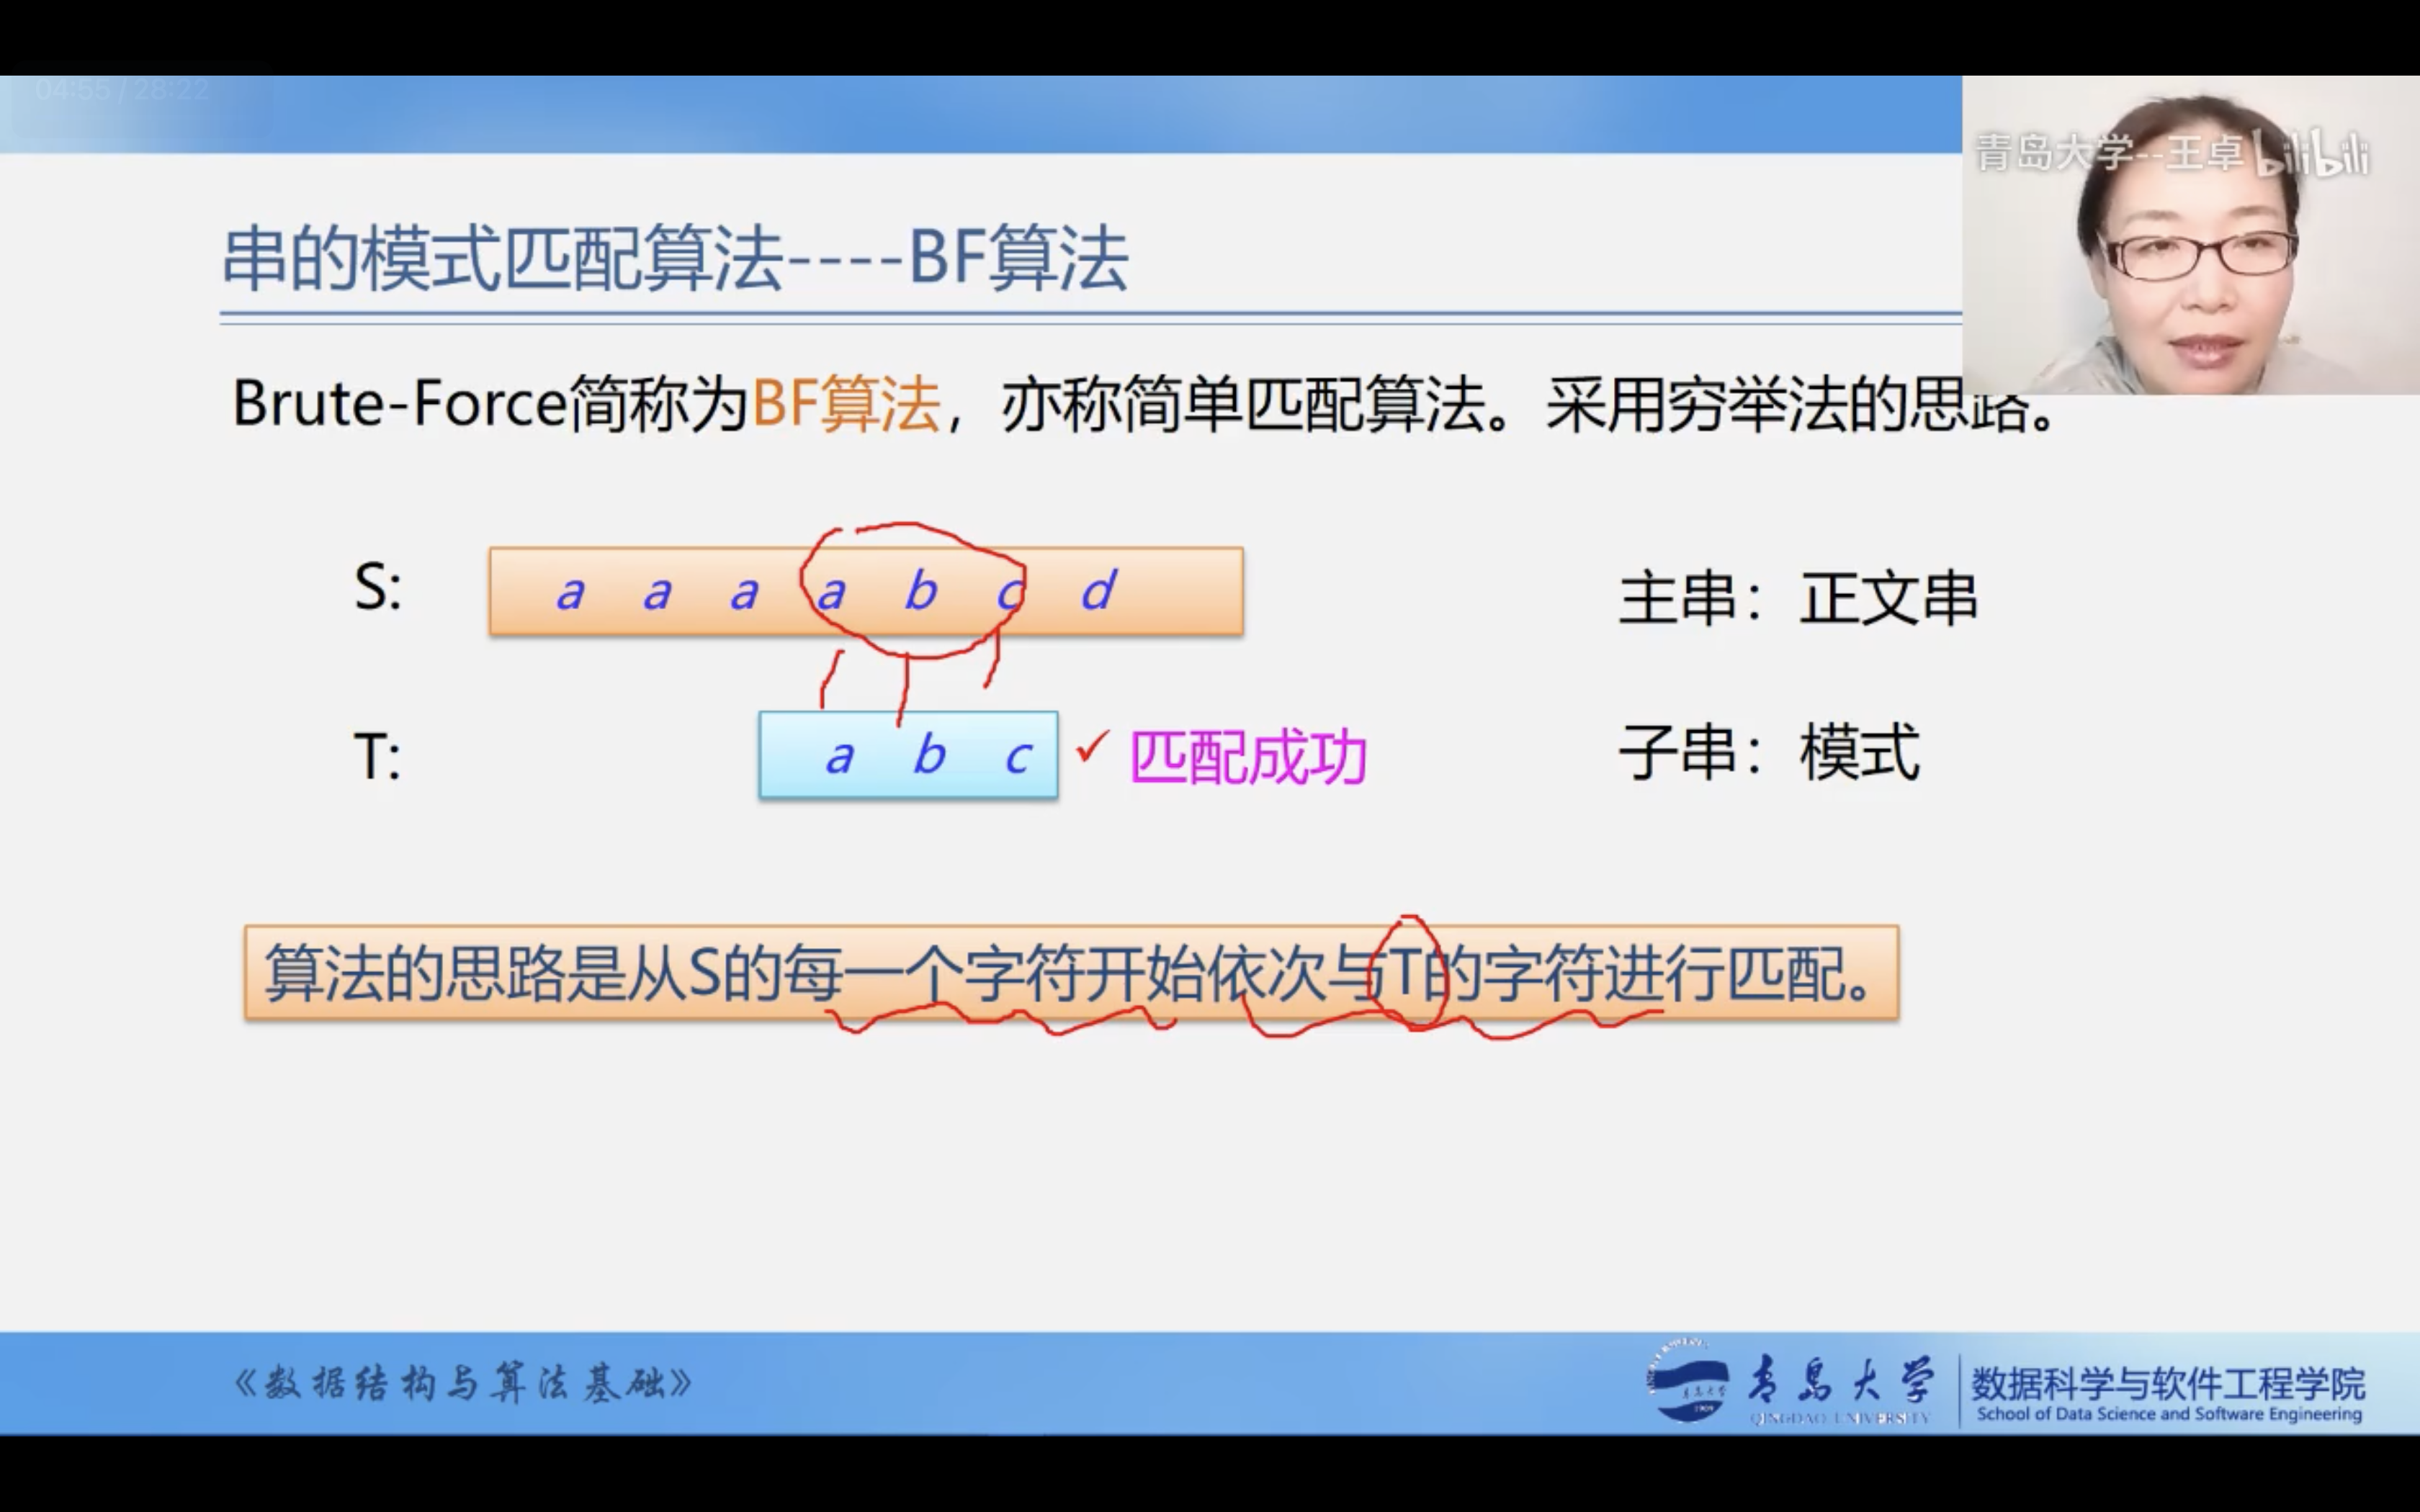 04:55 / 28:22
青岛大学--王卓 bilibili
串的模式匹配算法----BF算法
Brute-Force简称为BF算法，亦称简单匹配算法。采用穷举法的思路。
S: a a a a b c d 主串：正文串
T: a b c ✓ 匹配成功 子串：模式
算法的思路是从S的每一个字符开始依次与T的字符进行匹配。
《数据结构与算法基础》
青岛大学 数据科学与软件工程学院
QINGDAO UNIVERSITY School of Data Science and Software Engineering